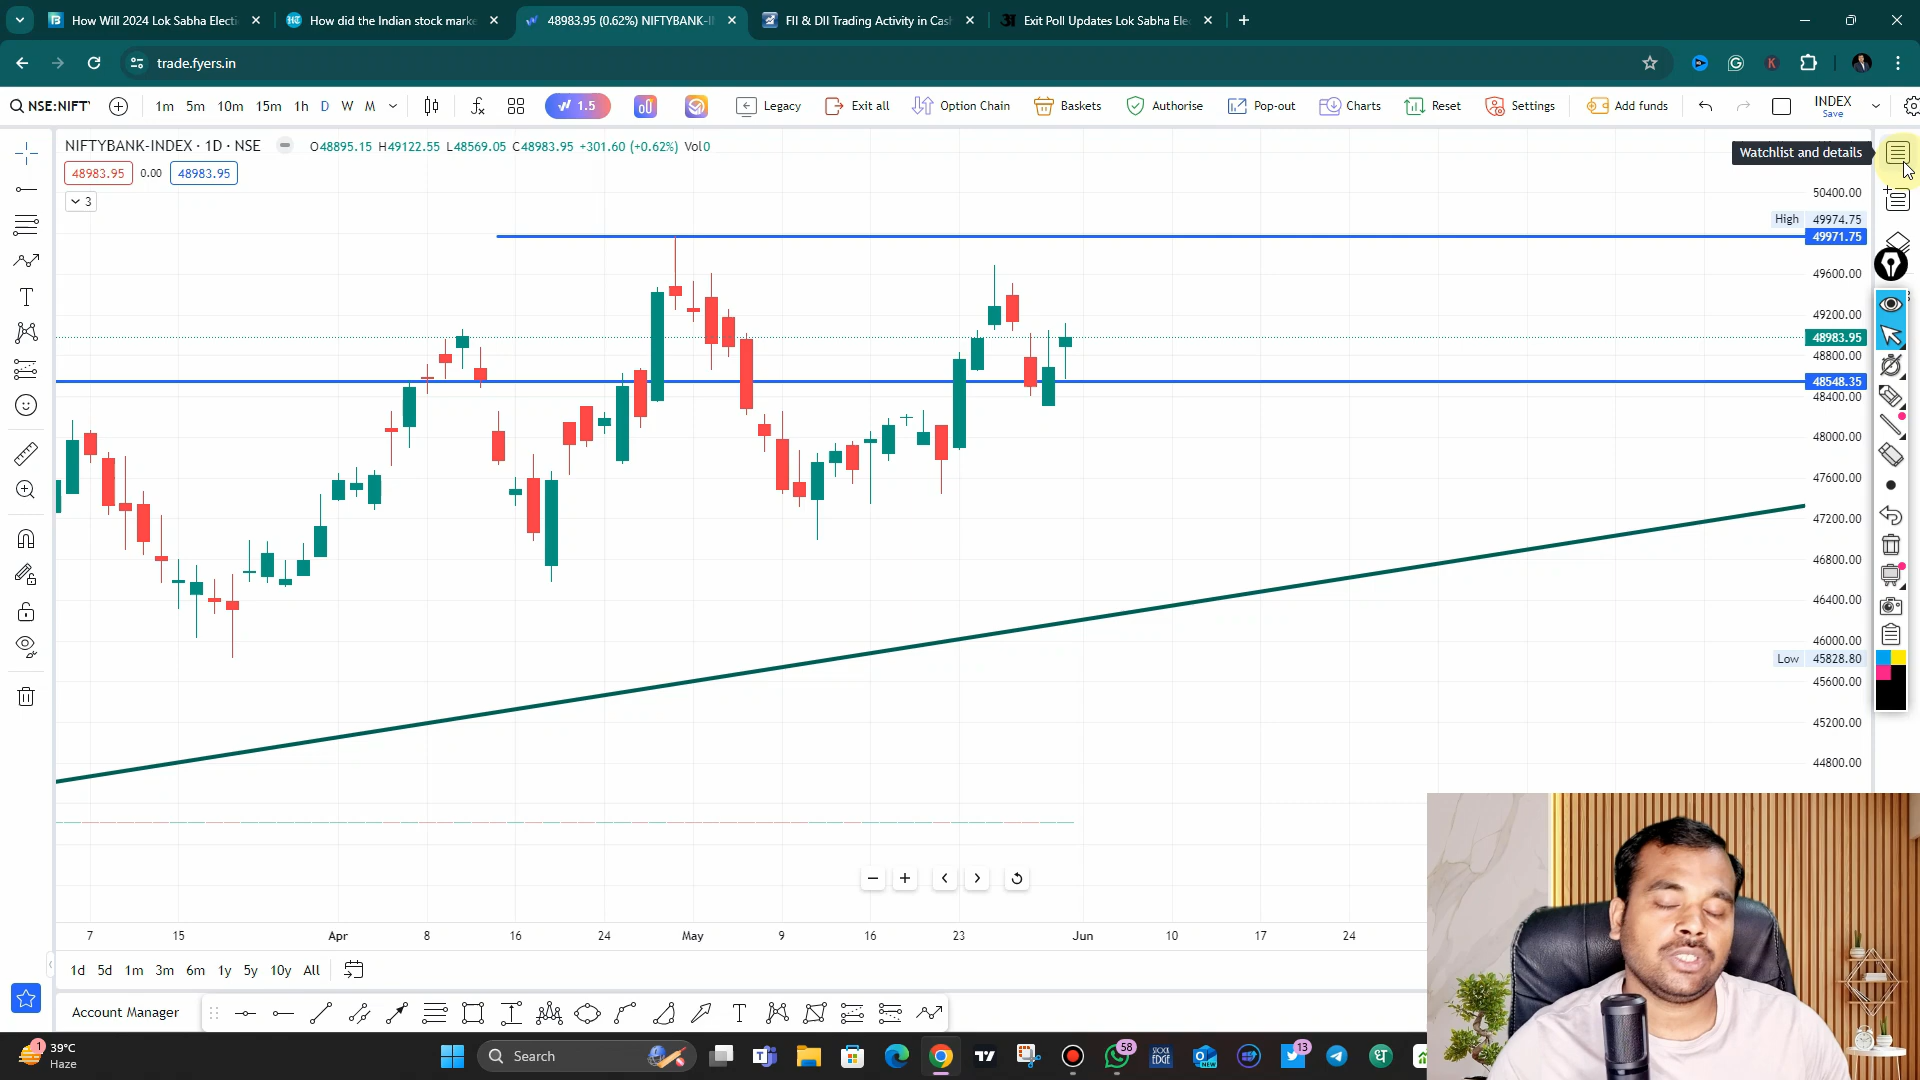 How Will 2024 Lok Sabha Electi
How did the Indian stock marke
48983.95 (0.62%) NIFTYBANK-I
FII & DII Trading Activity in Cas
Exit Poll Updates Lok Sabha Ele
trade.fyers.in
NSE:NIFT
1m 5m 10m 15m 1h D W M
1.5
Legacy
Exit all
Option Chain
Baskets
Authorise
Pop-out
Charts
Reset
Settings
Add funds
INDEX
Save
NIFTYBANK-INDEX · 1D · NSE
O48895.15 H49122.55 L48569.05 C48983.95 +301.60 (+0.62%) Vol0
48983.95 0.00 48983.95
3
Watchlist and details
50400.00
High 49974.75
49971.75
49600.00
49200.00
48983.95
48800.00
48548.35
48400.00
48000.00
47600.00
47200.00
46800.00
46400.00
46000.00
Low 45828.80
45600.00
45200.00
44800.00
7 15 Apr 8 16 24 May 9 16 23 Jun 10 17 24
1d 5d 1m 3m 6m 1y 5y 10y All
Account Manager
1
39°C
Haze
Search
58
STOCK
EDGE
NEW
13